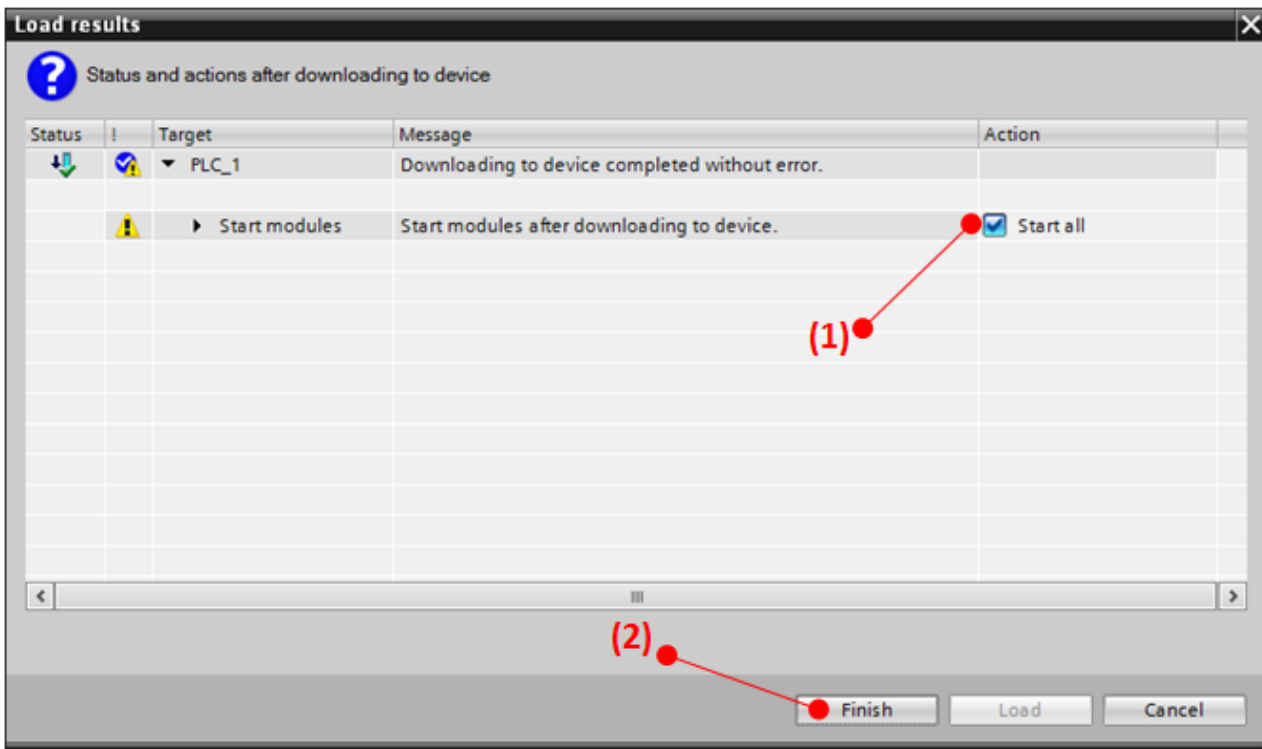 Load results
Status and actions after downloading to device
Status ! Target Message Action
PLC_1 Downloading to device completed without error.
Start modules Start modules after downloading to device. Start all
(1)
(2)
Finish Load Cancel